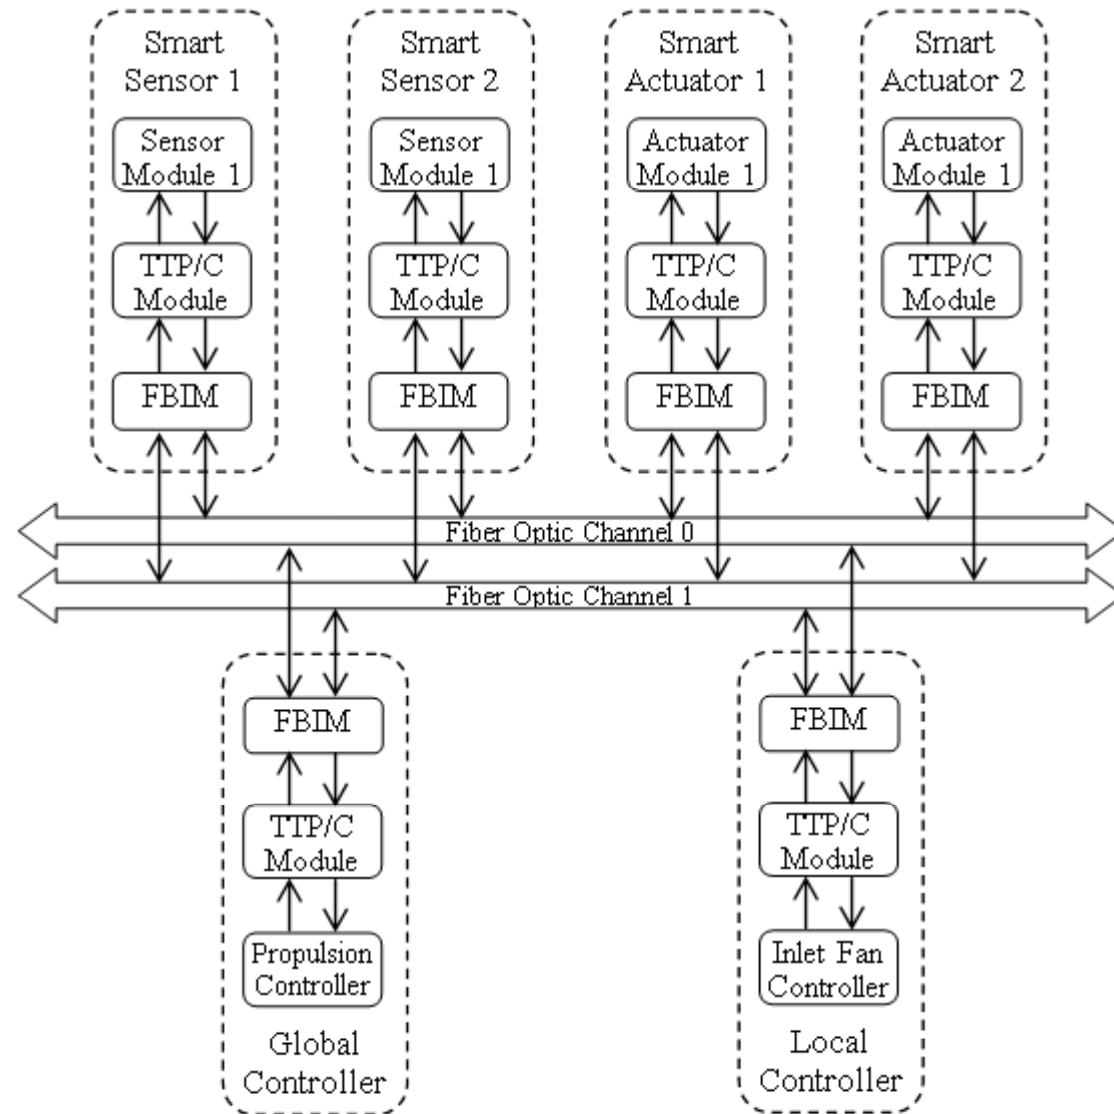 Smart
Sensor 1
Sensor
Module 1
TTP/C
Module
FBIM
Smart
Sensor 2
Sensor
Module 1
TTP/C
Module
FBIM
Smart
Actuator 1
Actuator
Module 1
TTP/C
Module
FBIM
Smart
Actuator 2
Actuator
Module 1
TTP/C
Module
FBIM
Fiber Optic Channel 0
Fiber Optic Channel 1
FBIM
TTP/C
Module
Propulsion
Controller
Global
Controller
FBIM
TTP/C
Module
Inlet Fan
Controller
Local
Controller